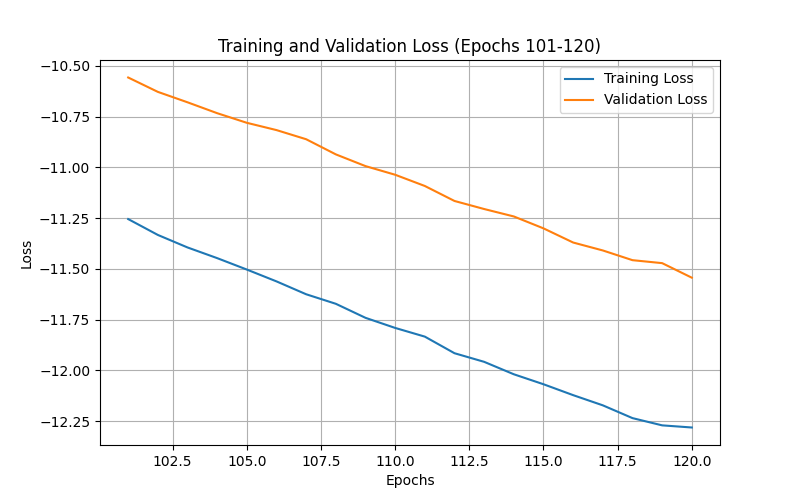 Training and Validation Loss (Epochs 101-120)
Training Loss
Validation Loss
−10.50
−10.75
−11.00
−11.25
−11.50
−11.75
−12.00
−12.25
Loss
102.5 105.0 107.5 110.0 112.5 115.0 117.5 120.0
Epochs